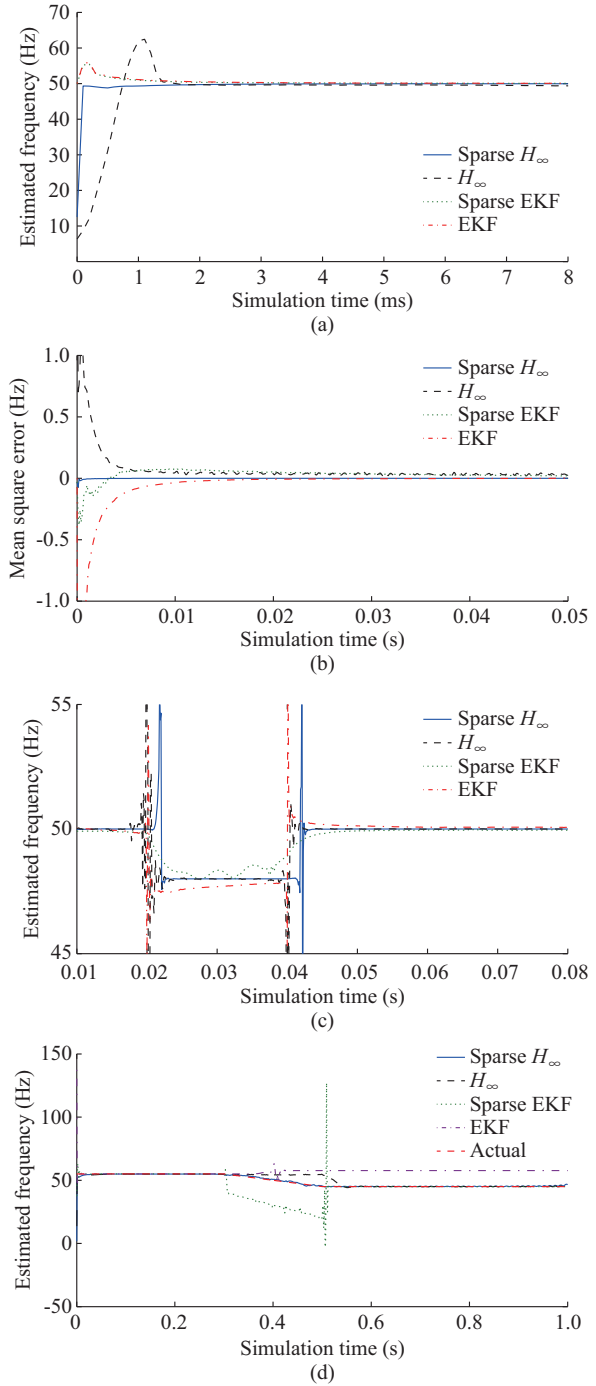 70
60
50
40
30
20
10
Estimated frequency (Hz)
Sparse H∞
H∞
Sparse EKF
EKF
0 1 2 3 4 5 6 7 8
Simulation time (ms)
(a)
1.0
0.5
0
-0.5
-1.0
Mean square error (Hz)
Sparse H∞
H∞
Sparse EKF
EKF
0 0.01 0.02 0.03 0.04 0.05
Simulation time (s)
(b)
55
50
45
Estimated frequency (Hz)
Sparse H∞
H∞
Sparse EKF
EKF
0.01 0.02 0.03 0.04 0.05 0.06 0.07 0.08
Simulation time (s)
(c)
150
100
50
0
-50
Estimated frequency (Hz)
Sparse H∞
H∞
Sparse EKF
EKF
Actual
0 0.2 0.4 0.6 0.8 1.0
Simulation time (s)
(d)